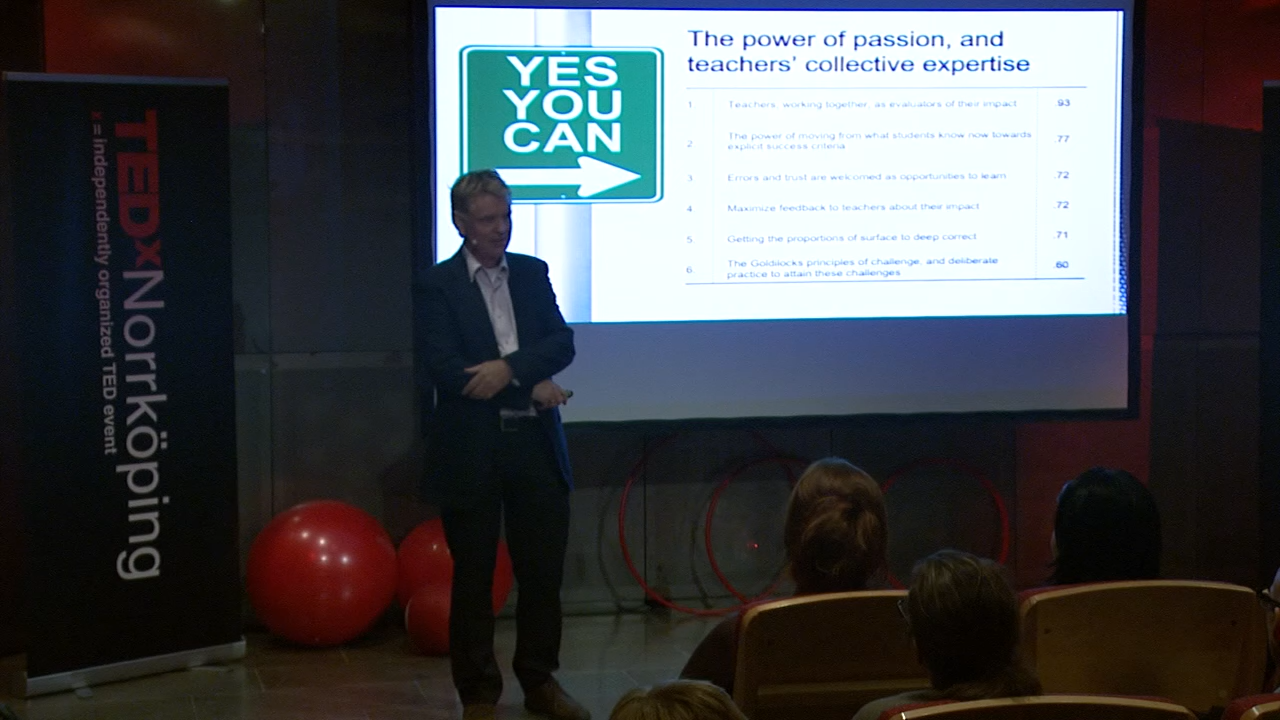 TEDxNorrköping
x = independently organized TED event
YES
YOU
CAN
The power of passion, and
teachers' collective expertise
1. Teachers, working together, as evaluators of their impact .93
2. The power of moving from what students know now towards .77
explicit success criteria
3. Errors and trust are welcomed as opportunities to learn .72
4. Maximize feedback to teachers about their impact .72
5. Getting the proportions of surface to deep correct .71
6. The Goldilocks principles of challenge, and deliberate .60
practice to attain these challenges